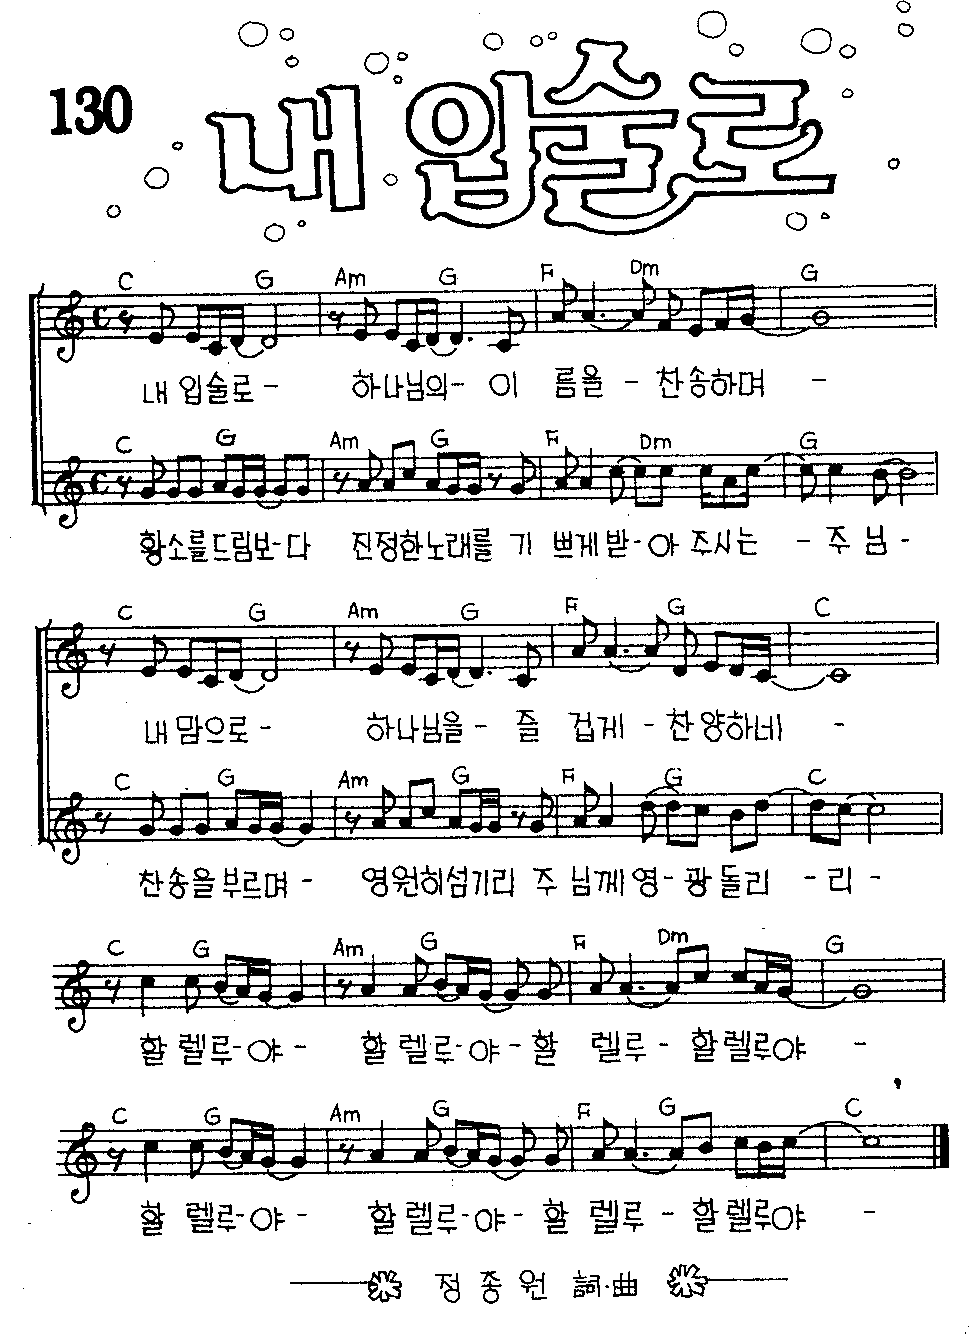 130 내 입술로
C G Am G F Dm G
내 입술로 - 하나님의 - 이 름을 - 찬송하며 -
C G Am G F Dm G
황소를드림보-다 진정한노래를 기 쁘게받-아 주시는 - 주 님 -
C G Am G F G C
내 맘으로 - 하나님을 - 즐 겁게 - 찬양하네 -
C G Am G F G C
찬송을부르며 - 영원히섬기리 주 님께영-광돌리 - 리 -
C G Am G F Dm G
할 렐루-야 - 할 렐루-야-할 렐루 - 할렐루야 -
C G Am G F G C
할 렐루-야 - 할렐루-야-할 렐루 - 할렐루야 -
정 종 원 詞·曲